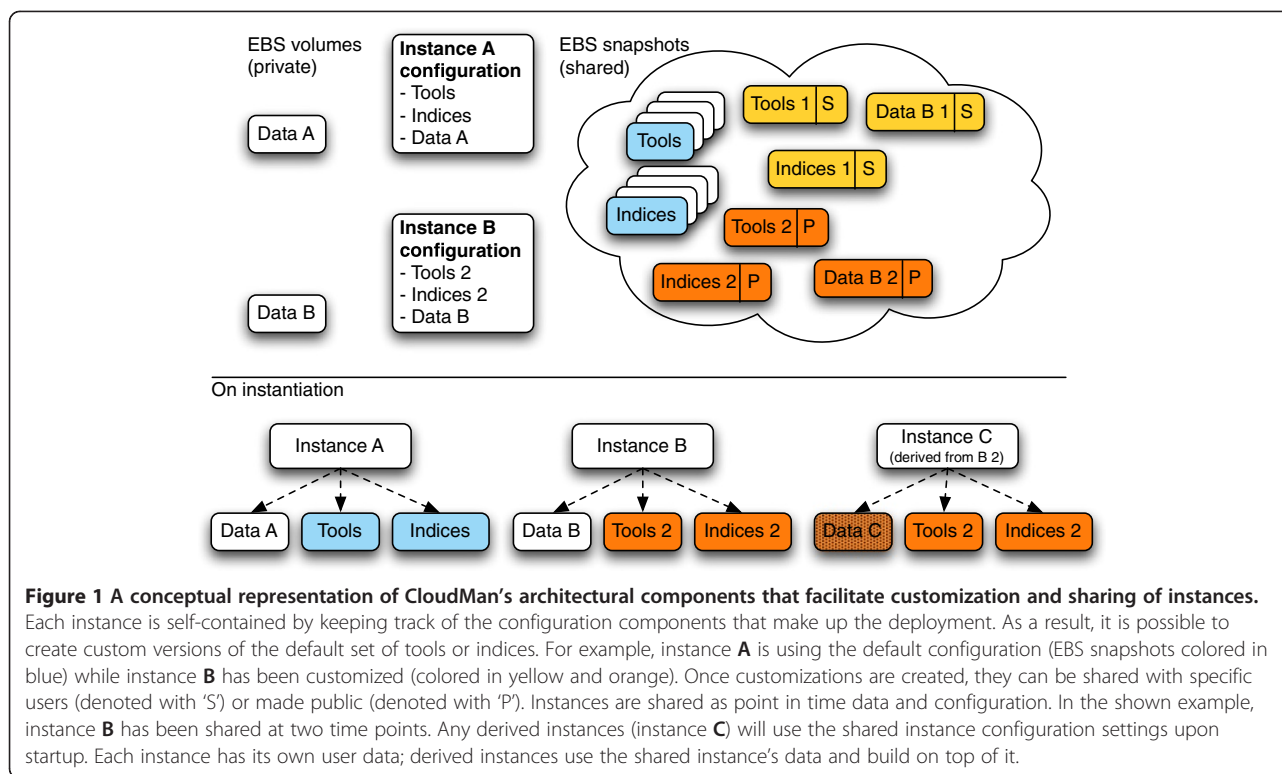 EBS volumes
(private)
Data A
Data B
Instance A
configuration
- Tools
- Indices
- Data A
Instance B
configuration
- Tools 2
- Indices 2
- Data B
EBS snapshots
(shared)
Tools
Indices
Tools 1 S
Data B 1 S
Indices 1 S
Tools 2 P
Indices 2 P
Data B 2 P
On instantiation
Instance A
Data A
Tools
Indices
Instance B
Data B
Tools 2
Indices 2
Instance C
(derived from B 2)
Data C
Tools 2
Indices 2
Figure 1 A conceptual representation of CloudMan's architectural components that facilitate customization and sharing of instances.
Each instance is self-contained by keeping track of the configuration components that make up the deployment. As a result, it is possible to
create custom versions of the default set of tools or indices. For example, instance A is using the default configuration (EBS snapshots colored in
blue) while instance B has been customized (colored in yellow and orange). Once customizations are created, they can be shared with specific
users (denoted with 'S') or made public (denoted with 'P'). Instances are shared as point in time data and configuration. In the shown example,
instance B has been shared at two time points. Any derived instances (instance C) will use the shared instance configuration settings upon
startup. Each instance has its own user data; derived instances use the shared instance's data and build on top of it.